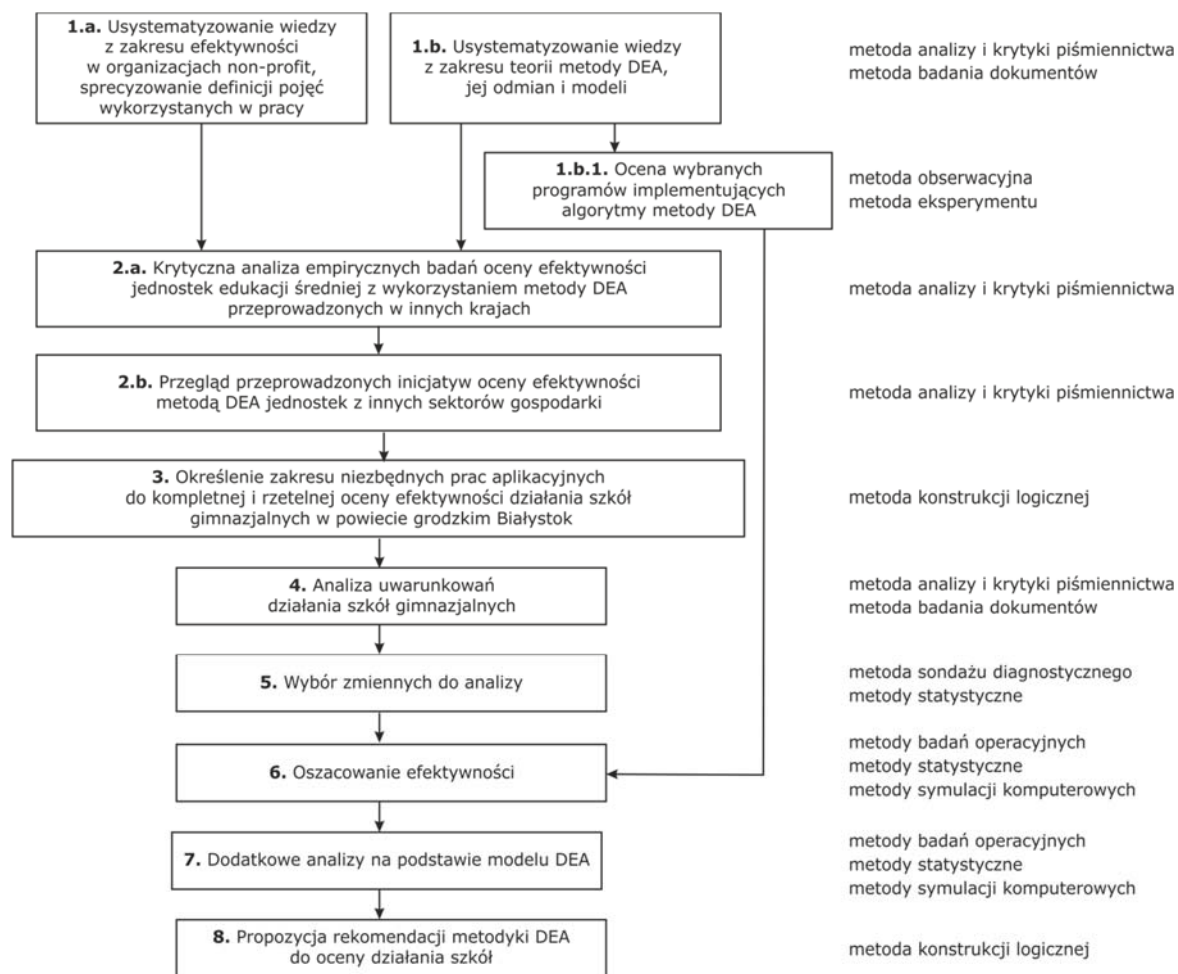 1.a. Usystematyzowanie wiedzy
z zakresu efektywności
w organizacjach non-profit,
sprecyzowanie definicji pojęć
wykorzystanych w pracy
1.b. Usystematyzowanie wiedzy
z zakresu teorii metody DEA,
jej odmian i modeli
metoda analizy i krytyki piśmiennictwa
metoda badania dokumentów
1.b.1. Ocena wybranych
programów implementujących
algorytmy metody DEA
metoda obserwacyjna
metoda eksperymentu
2.a. Krytyczna analiza empirycznych badań oceny efektywności
jednostek edukacji średniej z wykorzystaniem metody DEA
przeprowadzonych w innych krajach
metoda analizy i krytyki piśmiennictwa
2.b. Przegląd przeprowadzonych inicjatyw oceny efektywności
metodą DEA jednostek z innych sektorów gospodarki
metoda analizy i krytyki piśmiennictwa
3. Określenie zakresu niezbędnych prac aplikacyjnych
do kompletnej i rzetelnej oceny efektywności działania szkół
gimnazjalnych w powiecie grodzkim Białystok
metoda konstrukcji logicznej
4. Analiza uwarunkowań
działania szkół gimnazjalnych
metoda analizy i krytyki piśmiennictwa
metoda badania dokumentów
5. Wybór zmiennych do analizy
metoda sondażu diagnostycznego
metody statystyczne
6. Oszacowanie efektywności
metody badań operacyjnych
metody statystyczne
metody symulacji komputerowych
7. Dodatkowe analizy na podstawie modelu DEA
metody badań operacyjnych
metody statystyczne
metody symulacji komputerowych
8. Propozycja rekomendacji metodyki DEA
do oceny działania szkół
metoda konstrukcji logicznej